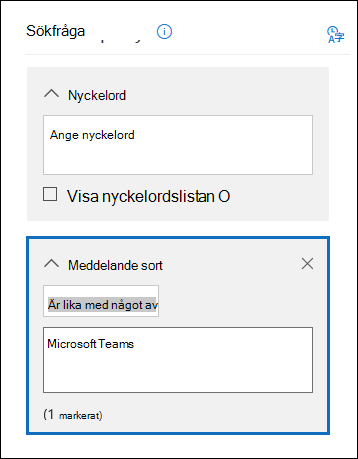 Sökfråga
Nyckelord
Ange nyckelord
Visa nyckelordslistan O
Meddelande sort
Är lika med något av
Microsoft Teams
(1 markerat)